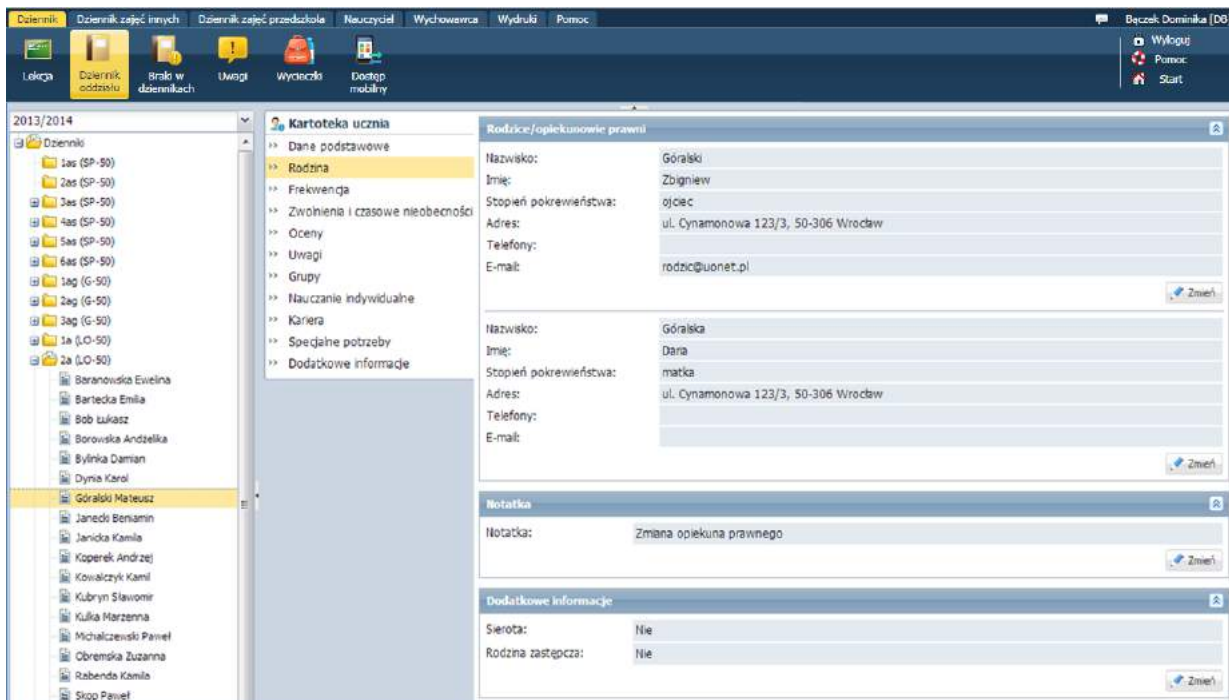 Dziennik Dziennik zajęć innych Dziennik zajęć przedszkola Nauczyciel Wychowawca Wydruki Pomoc Bączek Dominika [DB
Lekcja
Dziennik oddziału
Braki w dziennikach
Uwagi
Wycieczki
Dostęp mobilny
Wyloguj
Pomoc
Start
2013/2014
Dzienniki
1as (SP-50)
2as (SP-50)
3as (SP-50)
4as (SP-50)
5as (SP-50)
6as (SP-50)
1ag (G-50)
2ag (G-50)
3ag (G-50)
1a (LO-50)
2a (LO-50)
Baranowska Ewelina
Bartecka Emilia
Bob Łukasz
Borowska Andżelika
Bylinka Damian
Dynia Karol
Góralski Mateusz
Janecki Beniamin
Janicka Kamila
Koperek Andrzej
Kowalczyk Kamil
Kubryn Sławomir
Kulka Marzenna
Michalczewski Paweł
Obremska Zuzanna
Rabenda Kamila
Skop Paweł
Kartoteka ucznia
Dane podstawowe
Rodzina
Frekwencja
Zwolnienia i czasowe nieobecności
Oceny
Uwagi
Grupy
Nauczanie indywidualne
Kariera
Specjalne potrzeby
Dodatkowe informacje
Rodzice/opiekunowie prawni
Nazwisko: Góralski
Imię: Zbigniew
Stopień pokrewieństwa: ojciec
Adres: ul. Cynamonowa 123/3, 50-306 Wrocław
Telefony:
E-mail: rodzic@uonet.pl
Zmień
Nazwisko: Góralska
Imię: Daria
Stopień pokrewieństwa: matka
Adres: ul. Cynamonowa 123/3, 50-306 Wrocław
Telefony:
E-mail:
Zmień
Notatka
Notatka: Zmiana opiekuna prawnego
Zmień
Dodatkowe informacje
Sierota: Nie
Rodzina zastępcza: Nie
Zmień